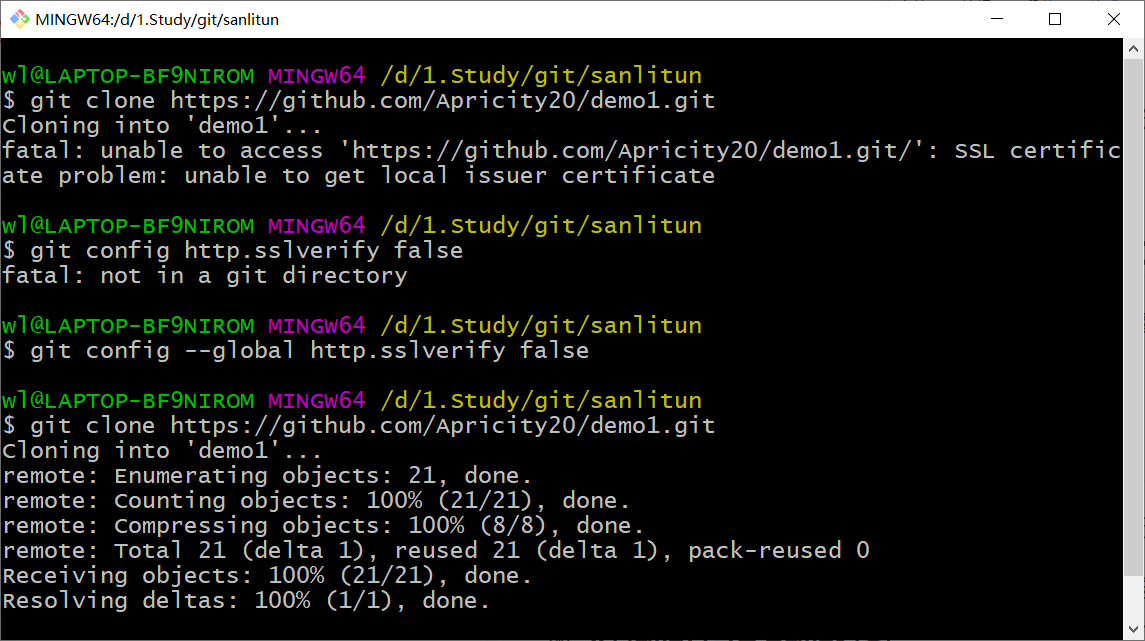 MINGW64:/d/1.Study/git/sanlitun
wl@LAPTOP-BF9NIROM MINGW64 /d/1.Study/git/sanlitun
$ git clone https://github.com/Apricity20/demo1.git
Cloning into 'demo1'...
fatal: unable to access 'https://github.com/Apricity20/demo1.git/': SSL certific
ate problem: unable to get local issuer certificate
wl@LAPTOP-BF9NIROM MINGW64 /d/1.Study/git/sanlitun
$ git config http.sslverify false
fatal: not in a git directory
wl@LAPTOP-BF9NIROM MINGW64 /d/1.Study/git/sanlitun
$ git config --global http.sslverify false
wl@LAPTOP-BF9NIROM MINGW64 /d/1.Study/git/sanlitun
$ git clone https://github.com/Apricity20/demo1.git
Cloning into 'demo1'...
remote: Enumerating objects: 21, done.
remote: Counting objects: 100% (21/21), done.
remote: Compressing objects: 100% (8/8), done.
remote: Total 21 (delta 1), reused 21 (delta 1), pack-reused 0
Receiving objects: 100% (21/21), done.
Resolving deltas: 100% (1/1), done.